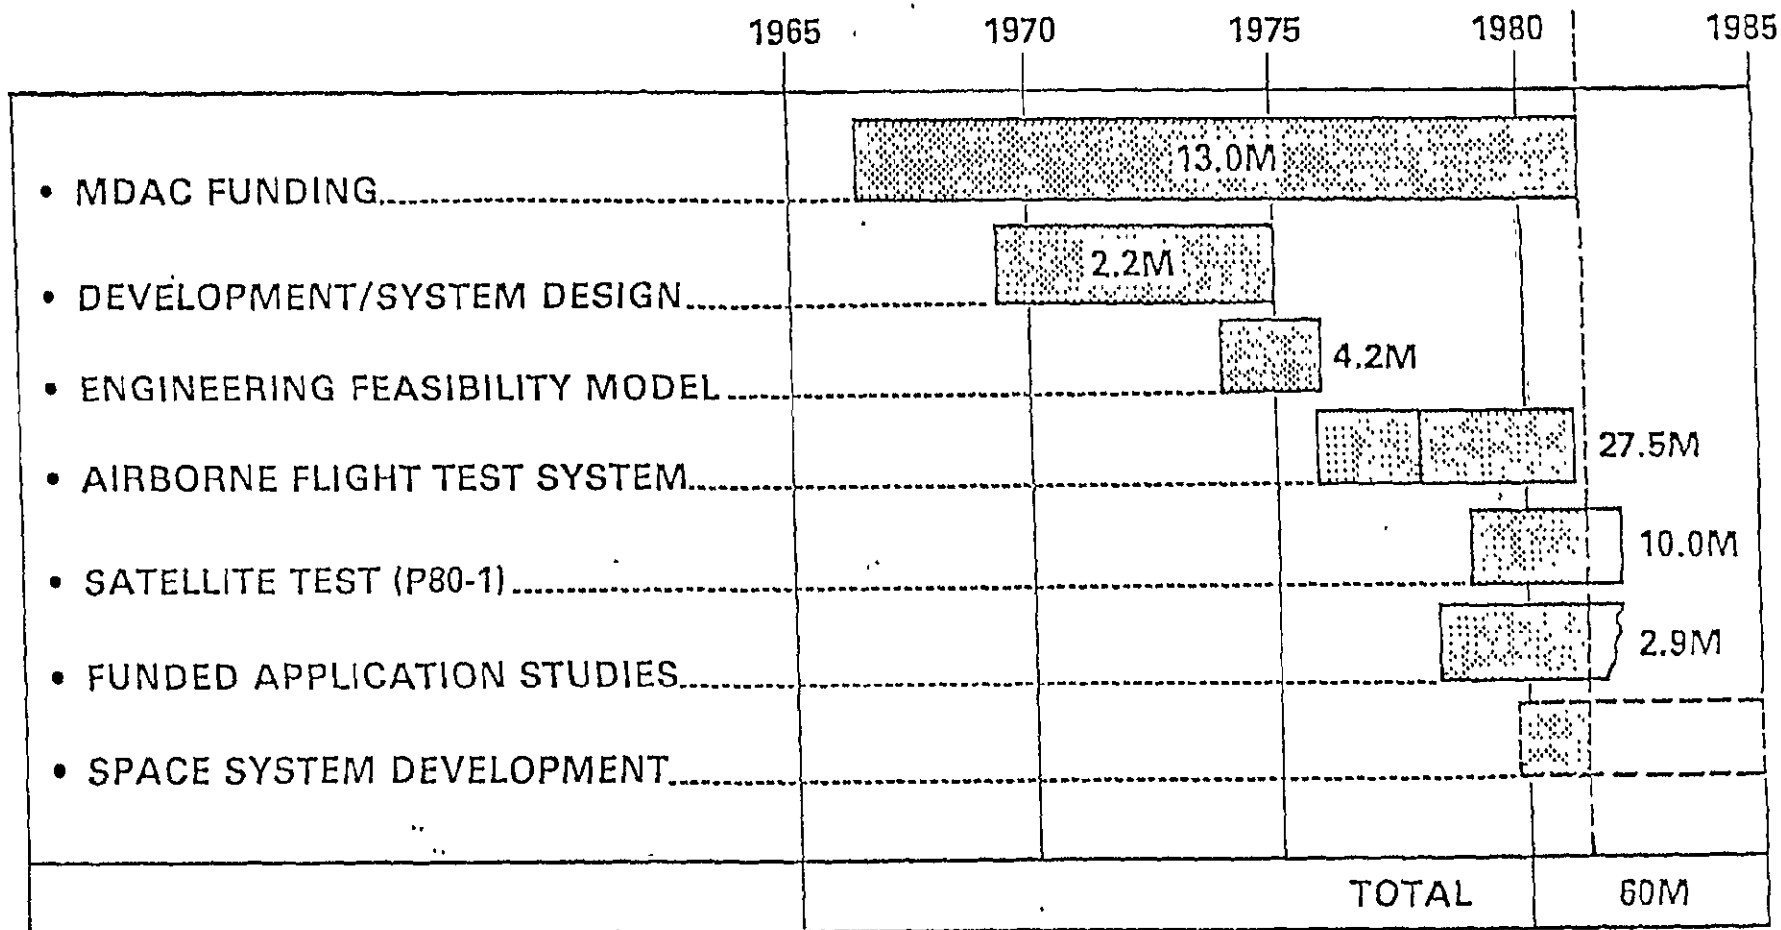 1965 1970 1975 1980 1985
13.0M
• MDAC FUNDING
2.2M
• DEVELOPMENT/SYSTEM DESIGN
4.2M
• ENGINEERING FEASIBILITY MODEL
27.5M
• AIRBORNE FLIGHT TEST SYSTEM
10.0M
• SATELLITE TEST (P80-1)
2.9M
• FUNDED APPLICATION STUDIES
• SPACE SYSTEM DEVELOPMENT
TOTAL 60M